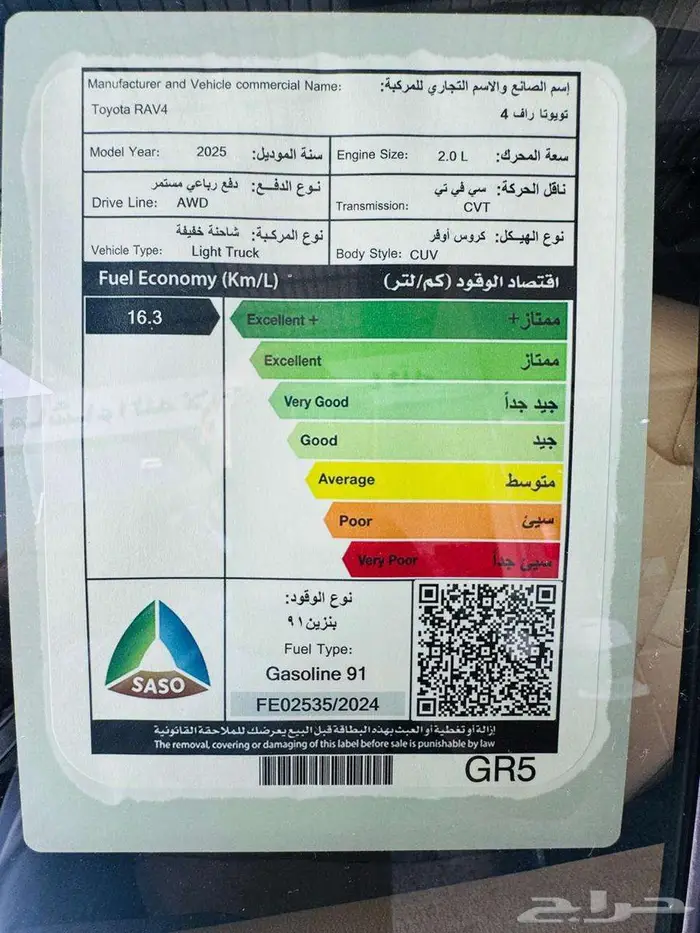 Manufacturer and Vehicle commercial Name: إسم الصانع والاسم التجاري للمركبة:
Toyota RAV4 تويوتا راف 4
Model Year: 2025 سنة الموديل:
Engine Size: 2.0 L سعة المحرك:
نوع الدفع: دفع رباعي مستمر
Drive Line: AWD
ناقل الحركة: سي في تي
Transmission: CVT
نوع المركبة: شاحنة خفيفة
Vehicle Type: Light Truck
نوع الهيكل: كروس أوفر
Body Style: CUV
Fuel Economy (Km/L) اقتصاد الوقود (كم/لتر)
16.3
Excellent + ممتاز+
Excellent ممتاز
Very Good جيد جداً
Good جيد
Average متوسط
Poor سيئ
Very Poor سيئ جداً
SASO
نوع الوقود:
بنزين ٩١
Fuel Type:
Gasoline 91
FE02535/2024
إزالة أو تغطية أو العبث بهذه البطاقة قبل البيع يعرضك للملاحقة القانونية
The removal, covering or damaging of this label before sale is punishable by law
GR5
حراج